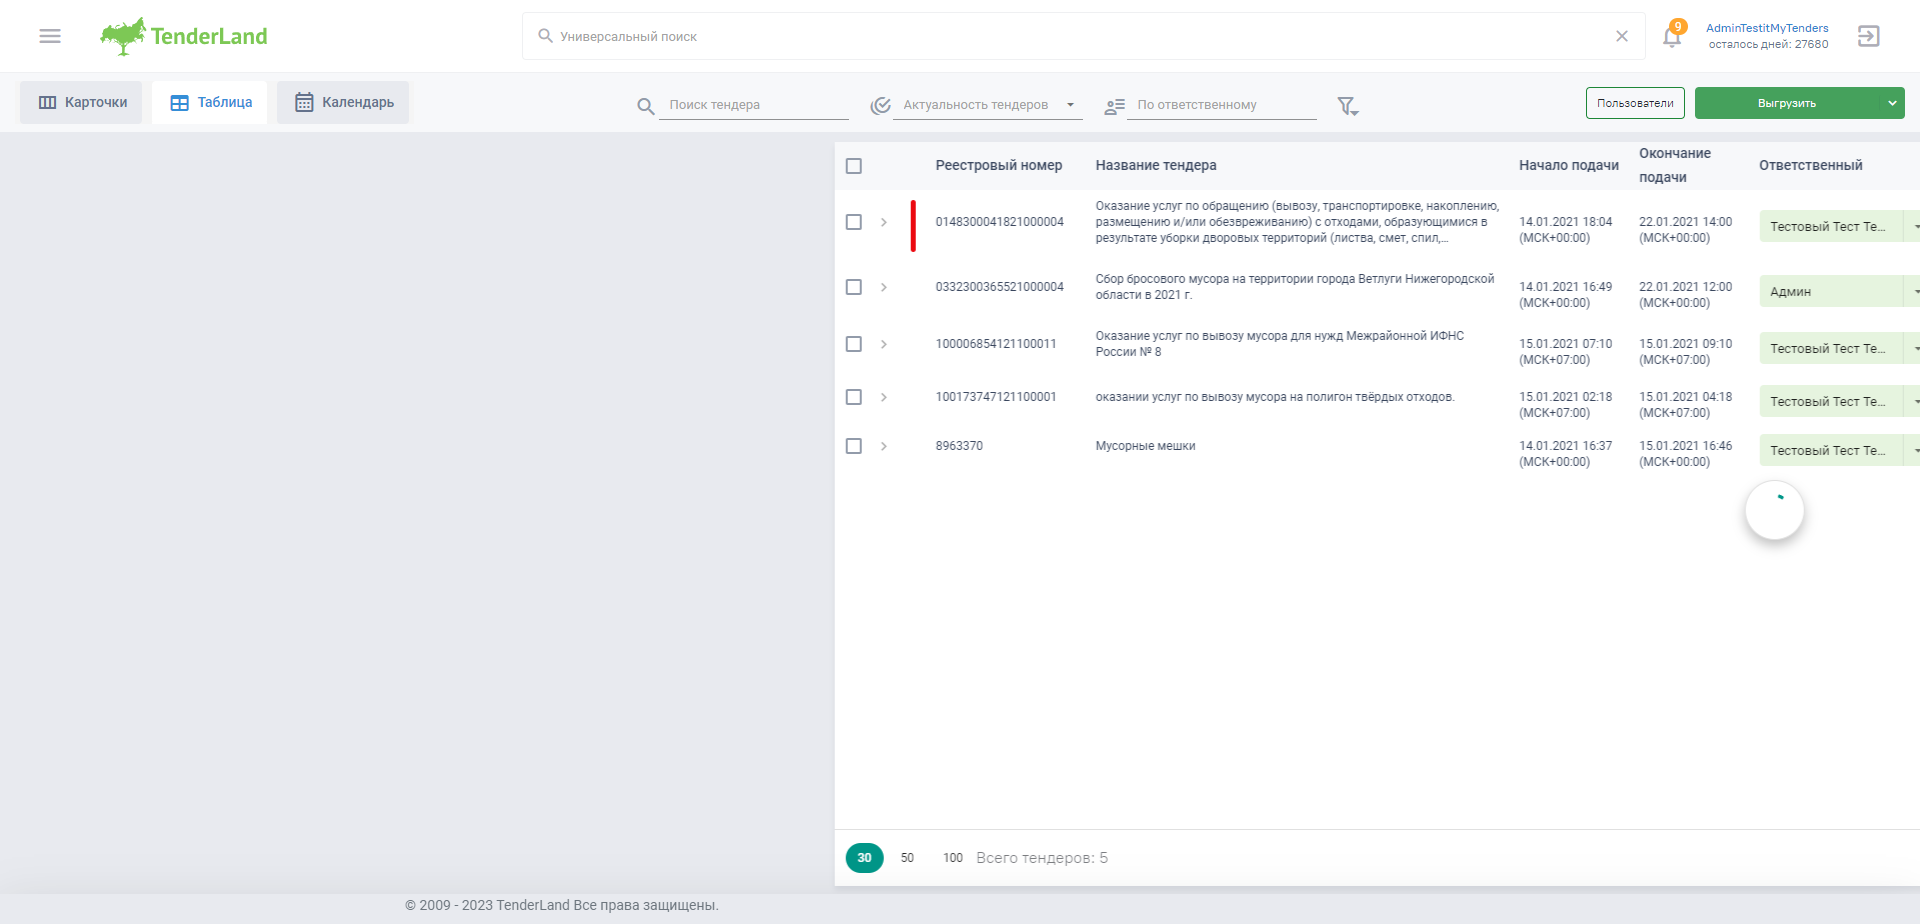 TenderLand
Универсальный поиск
9
AdminTestitMyTenders
осталось дней: 27680
Карточки
Таблица
Календарь
Поиск тендера
Актуальность тендеров
По ответственному
Пользователи
Выгрузить
Реестровый номер
Название тендера
Начало подачи
Окончание
подачи
Ответственный
0148300041821000004
Оказание услуг по обращению (вывозу, транспортировке, накоплению,
размещению и/или обезвреживанию) с отходами, образующимися в
результате уборки дворовых территорий (листва, смет, спил,...
14.01.2021 18:04
(МСК+00:00)
22.01.2021 14:00
(МСК+00:00)
Тестовый Тест Те...
0332300365521000004
Сбор бросового мусора на территории города Ветлуги Нижегородской
области в 2021 г.
14.01.2021 16:49
(МСК+00:00)
22.01.2021 12:00
(МСК+00:00)
Админ
100006854121100011
Оказание услуг по вывозу мусора для нужд Межрайонной ИФНС
России № 8
15.01.2021 07:10
(МСК+07:00)
15.01.2021 09:10
(МСК+07:00)
Тестовый Тест Те...
100173747121100001
оказании услуг по вывозу мусора на полигон твёрдых отходов.
15.01.2021 02:18
(МСК+07:00)
15.01.2021 04:18
(МСК+07:00)
Тестовый Тест Те...
8963370
Мусорные мешки
14.01.2021 16:37
(МСК+00:00)
15.01.2021 16:46
(МСК+00:00)
Тестовый Тест Те...
30
50
100
Всего тендеров: 5
© 2009 - 2023 TenderLand Все права защищены.